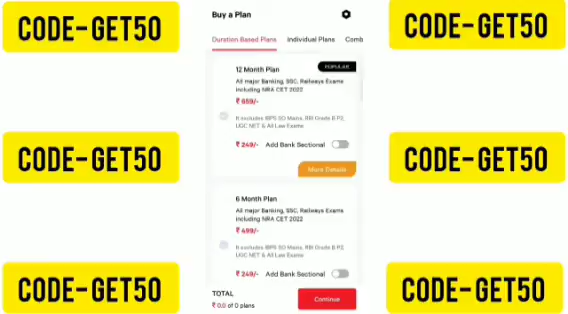 CODE-GET50
CODE-GET50
CODE-GET50
Buy a Plan
Duration Based Plans Individual Plans Comb
POPULAR
12 Month Plan
All major Banking, SSC, Railways Exams
including NRA CET 2022
₹ 659/-
It excludes IBPS SO Mains, RBI Grade B P2,
UGC NET & All Law Exams
₹ 249/- Add Bank Sectional
More Details
6 Month Plan
All major Banking, SSC, Railways Exams
including NRA CET 2022
₹ 499/-
It excludes IBPS SO Mains, RBI Grade B P2,
UGC NET & All Law Exams
₹ 249/- Add Bank Sectional
TOTAL
₹ 0.0 of 0 plans
Continue
CODE-GET50
CODE-GET50
CODE-GET50